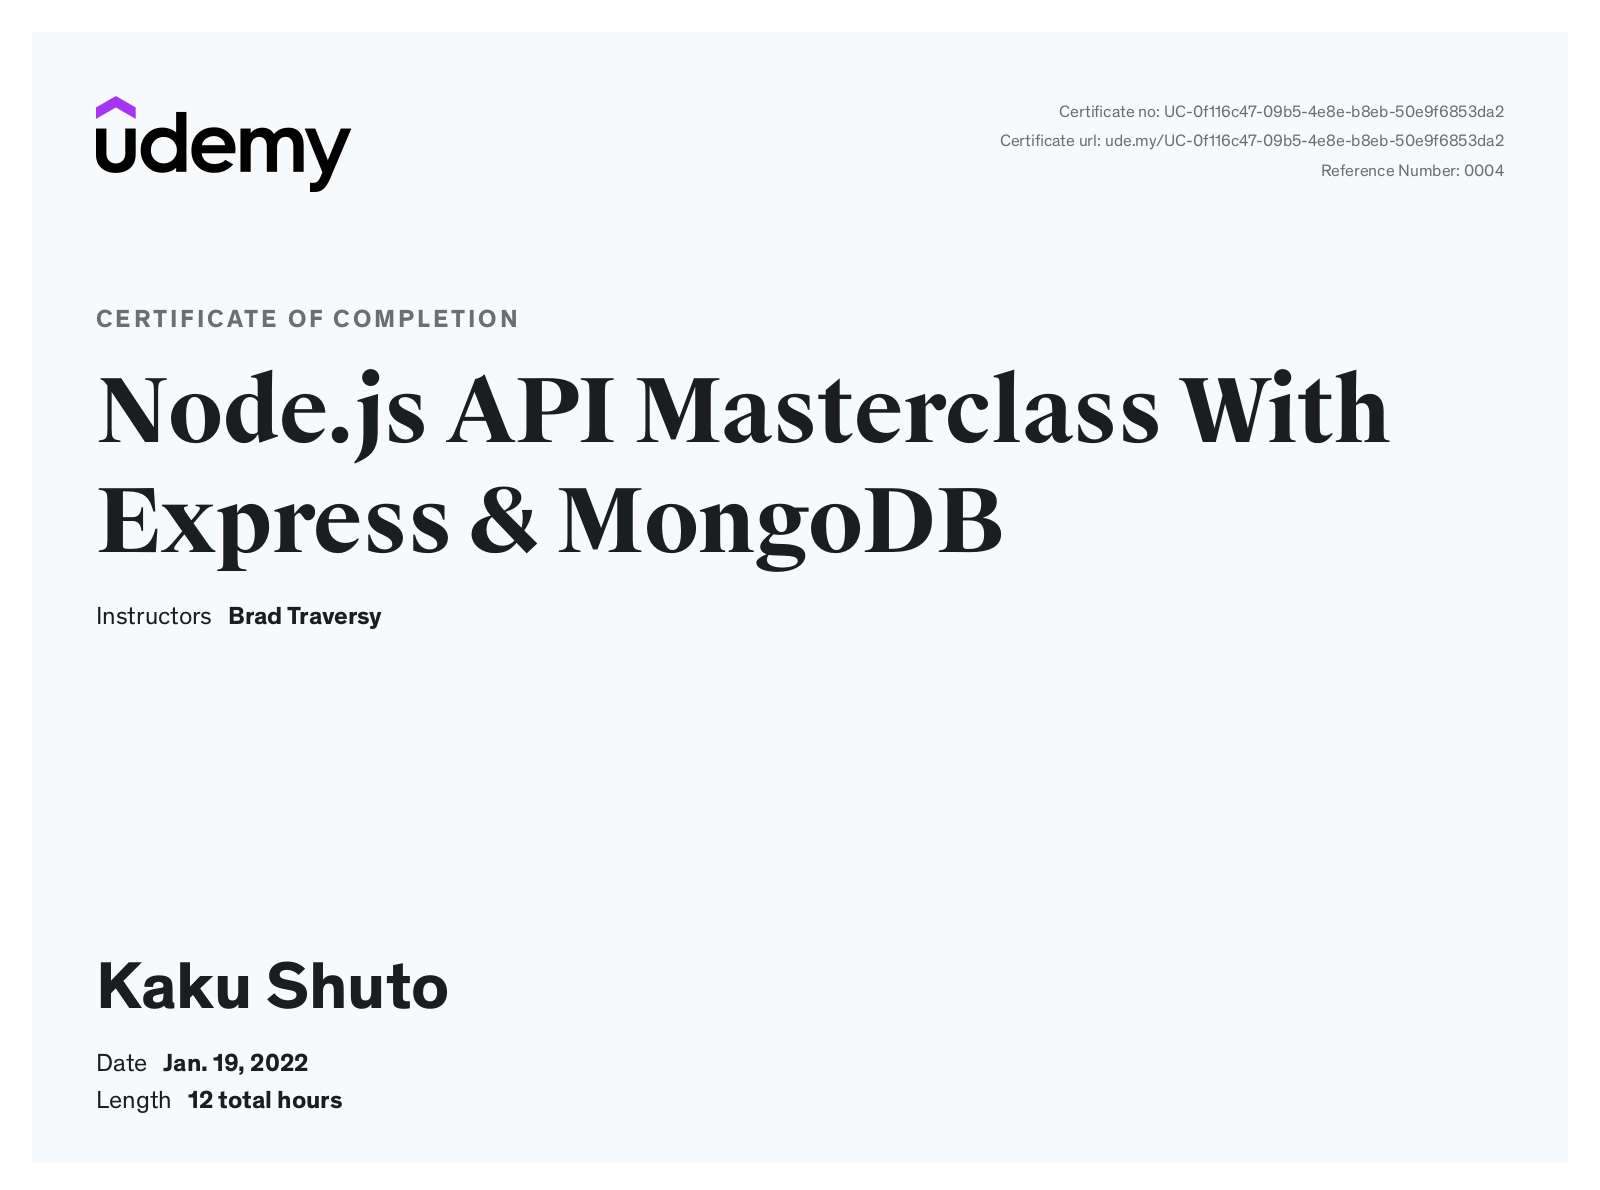 udemy
Certificate no: UC-0f116c47-09b5-4e8e-b8eb-50e9f6853da2
Certificate url: ude.my/UC-0f116c47-09b5-4e8e-b8eb-50e9f6853da2
Reference Number: 0004
CERTIFICATE OF COMPLETION
Node.js API Masterclass With
Express & MongoDB
Instructors Brad Traversy
Kaku Shuto
Date Jan. 19, 2022
Length 12 total hours